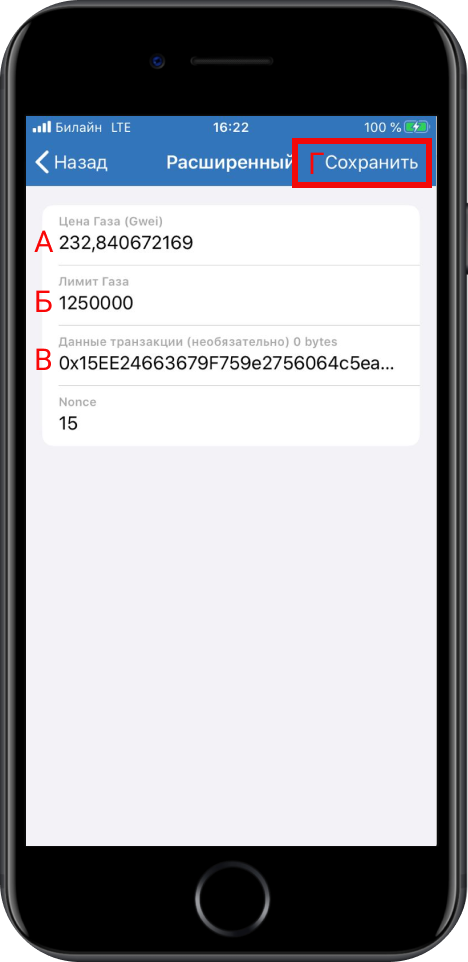 Билайн LTE 16:22 100 %
Назад Расширенный Г Сохранить
Цена Газа (Gwei)
А 232,840672169
Лимит Газа
Б 1250000
Данные транзакции (необязательно) 0 bytes
В 0x15EE24663679F759e2756064c5ea...
Nonce
15